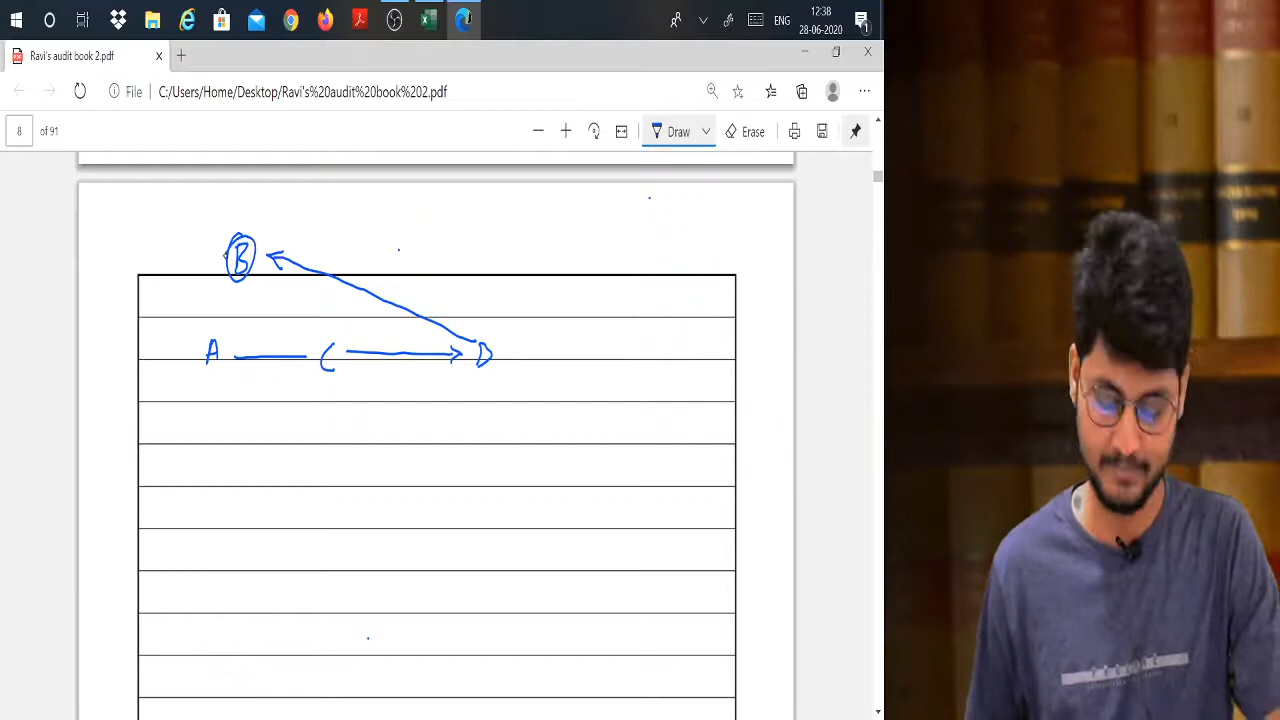 12:38
ENG
28-06-2020
1
Ravi's audit book 2.pdf
File C:/Users/Home/Desktop/Ravi's%20audit%20book%202.pdf
8 of 91
Draw
Erase
B
A C D